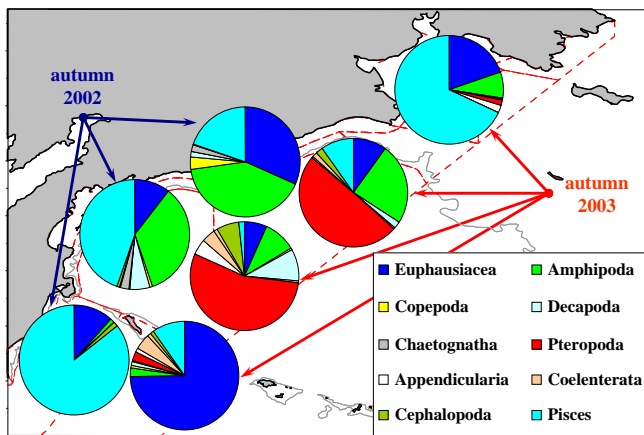 autumn
2002
autumn
2003
Euphausiacea
Amphipoda
Copepoda
Decapoda
Chaetognatha
Pteropoda
Appendicularia
Coelenterata
Cephalopoda
Pisces